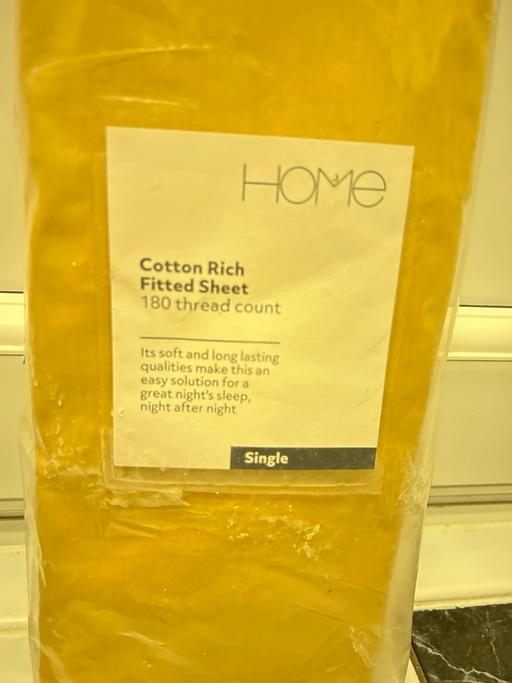 HOME
Cotton Rich
Fitted Sheet
180 thread count
Its soft and long lasting
qualities make this an
easy solution for a
great night's sleep,
night after night
Single